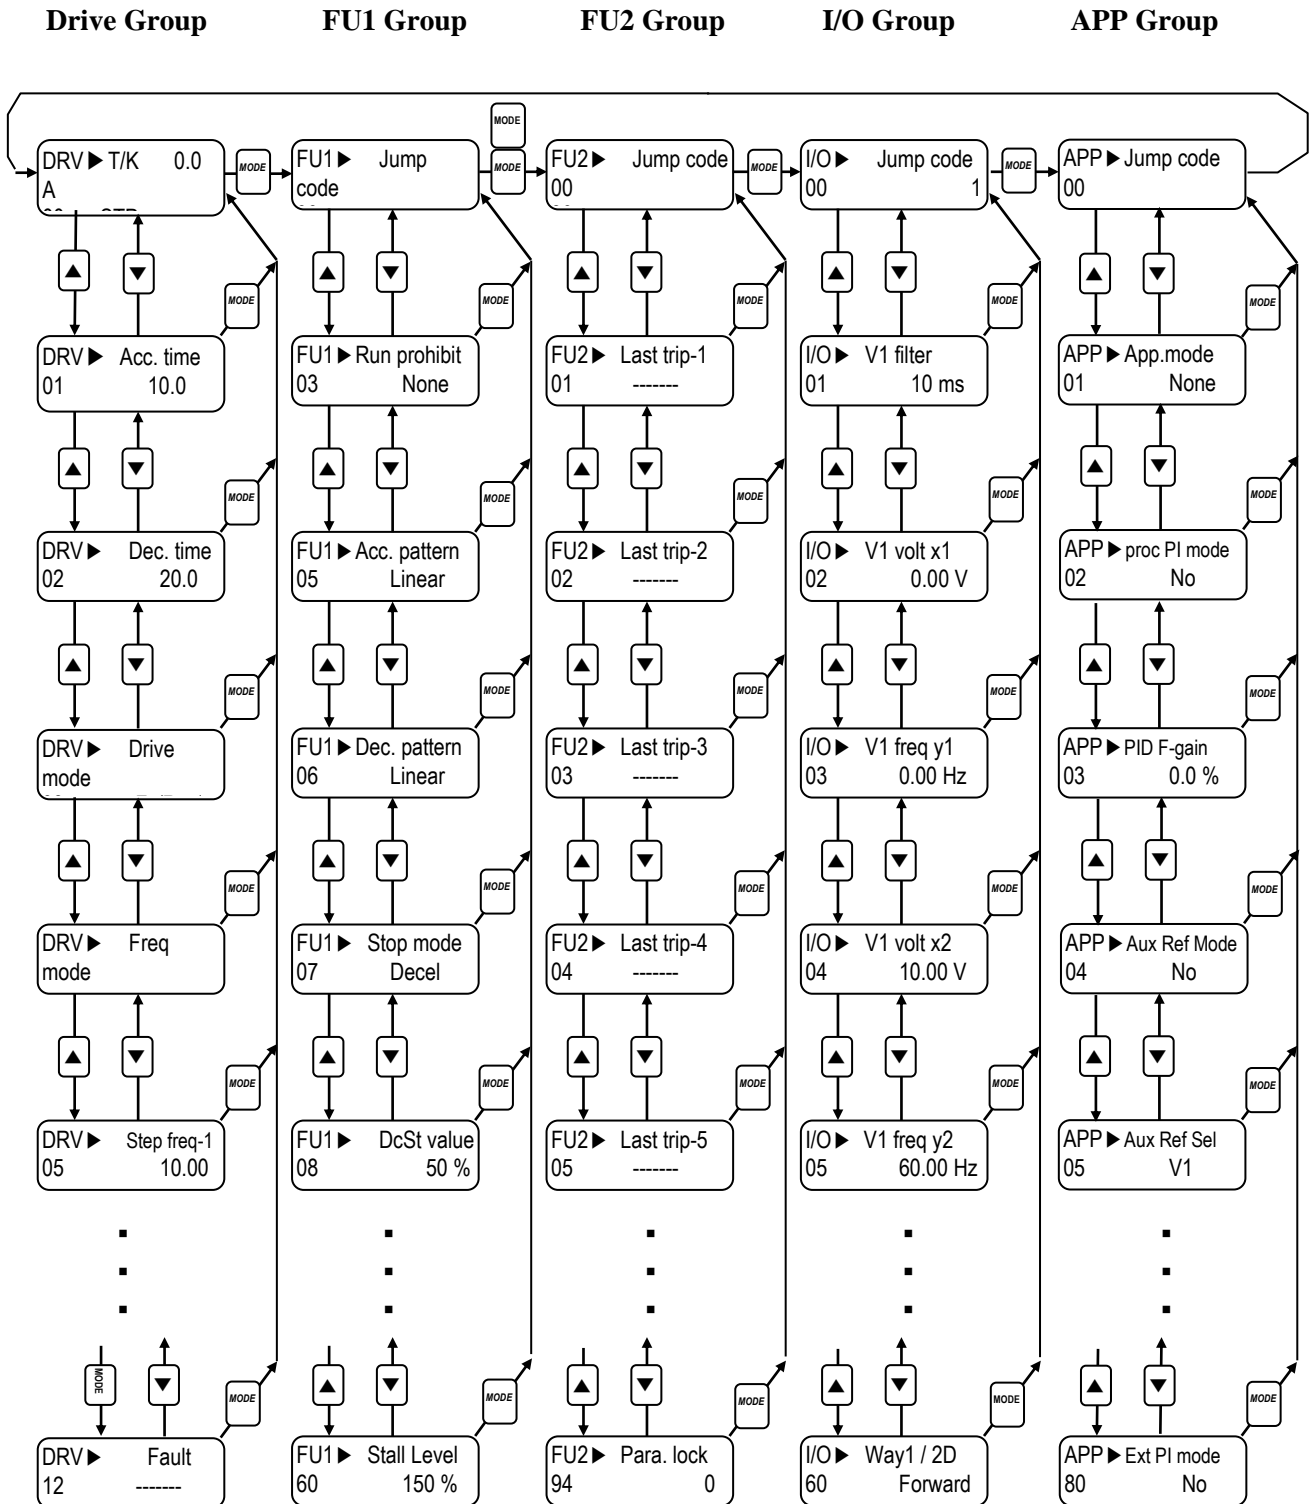 Drive Group FU1 Group FU2 Group I/O Group APP Group
MODE
DRV▶ T/K 0.0
A
MODE
FU1▶ Jump
code
MODE
FU2▶ Jump code
00
MODE
I/O▶ Jump code
00 1
MODE
APP▶ Jump code
00
▲ ▼ ▲ ▼ ▲ ▼ ▲ ▼ ▲ ▼
MODE MODE MODE MODE MODE
DRV▶ Acc. time
01 10.0
FU1▶ Run prohibit
03 None
FU2▶ Last trip-1
01 -------
I/O▶ V1 filter
01 10 ms
APP▶ App.mode
01 None
▲ ▼ ▲ ▼ ▲ ▼ ▲ ▼ ▲ ▼
MODE MODE MODE MODE MODE
DRV▶ Dec. time
02 20.0
FU1▶ Acc. pattern
05 Linear
FU2▶ Last trip-2
02 -------
I/O▶ V1 volt x1
02 0.00 V
APP▶ proc PI mode
02 No
▲ ▼ ▲ ▼ ▲ ▼ ▲ ▼ ▲ ▼
MODE MODE MODE MODE MODE
DRV▶ Drive
mode
FU1▶ Dec. pattern
06 Linear
FU2▶ Last trip-3
03 -------
I/O▶ V1 freq y1
03 0.00 Hz
APP▶ PID F-gain
03 0.0 %
▲ ▼ ▲ ▼ ▲ ▼ ▲ ▼ ▲ ▼
MODE MODE MODE MODE MODE
DRV▶ Freq
mode
FU1▶ Stop mode
07 Decel
FU2▶ Last trip-4
04 -------
I/O▶ V1 volt x2
04 10.00 V
APP▶ Aux Ref Mode
04 No
▲ ▼ ▲ ▼ ▲ ▼ ▲ ▼ ▲ ▼
MODE MODE MODE MODE MODE
DRV▶ Step freq-1
05 10.00
FU1▶ DcSt value
08 50 %
FU2▶ Last trip-5
05 -------
I/O▶ V1 freq y2
05 60.00 Hz
APP▶ Aux Ref Sel
05 V1
MODE ▼ ▲ ▼ ▲ ▼ ▲ ▼ ▲ ▼
MODE MODE MODE MODE MODE
DRV▶ Fault
12 -------
FU1▶ Stall Level
60 150 %
FU2▶ Para. lock
94 0
I/O▶ Way1 / 2D
60 Forward
APP▶ Ext PI mode
80 No